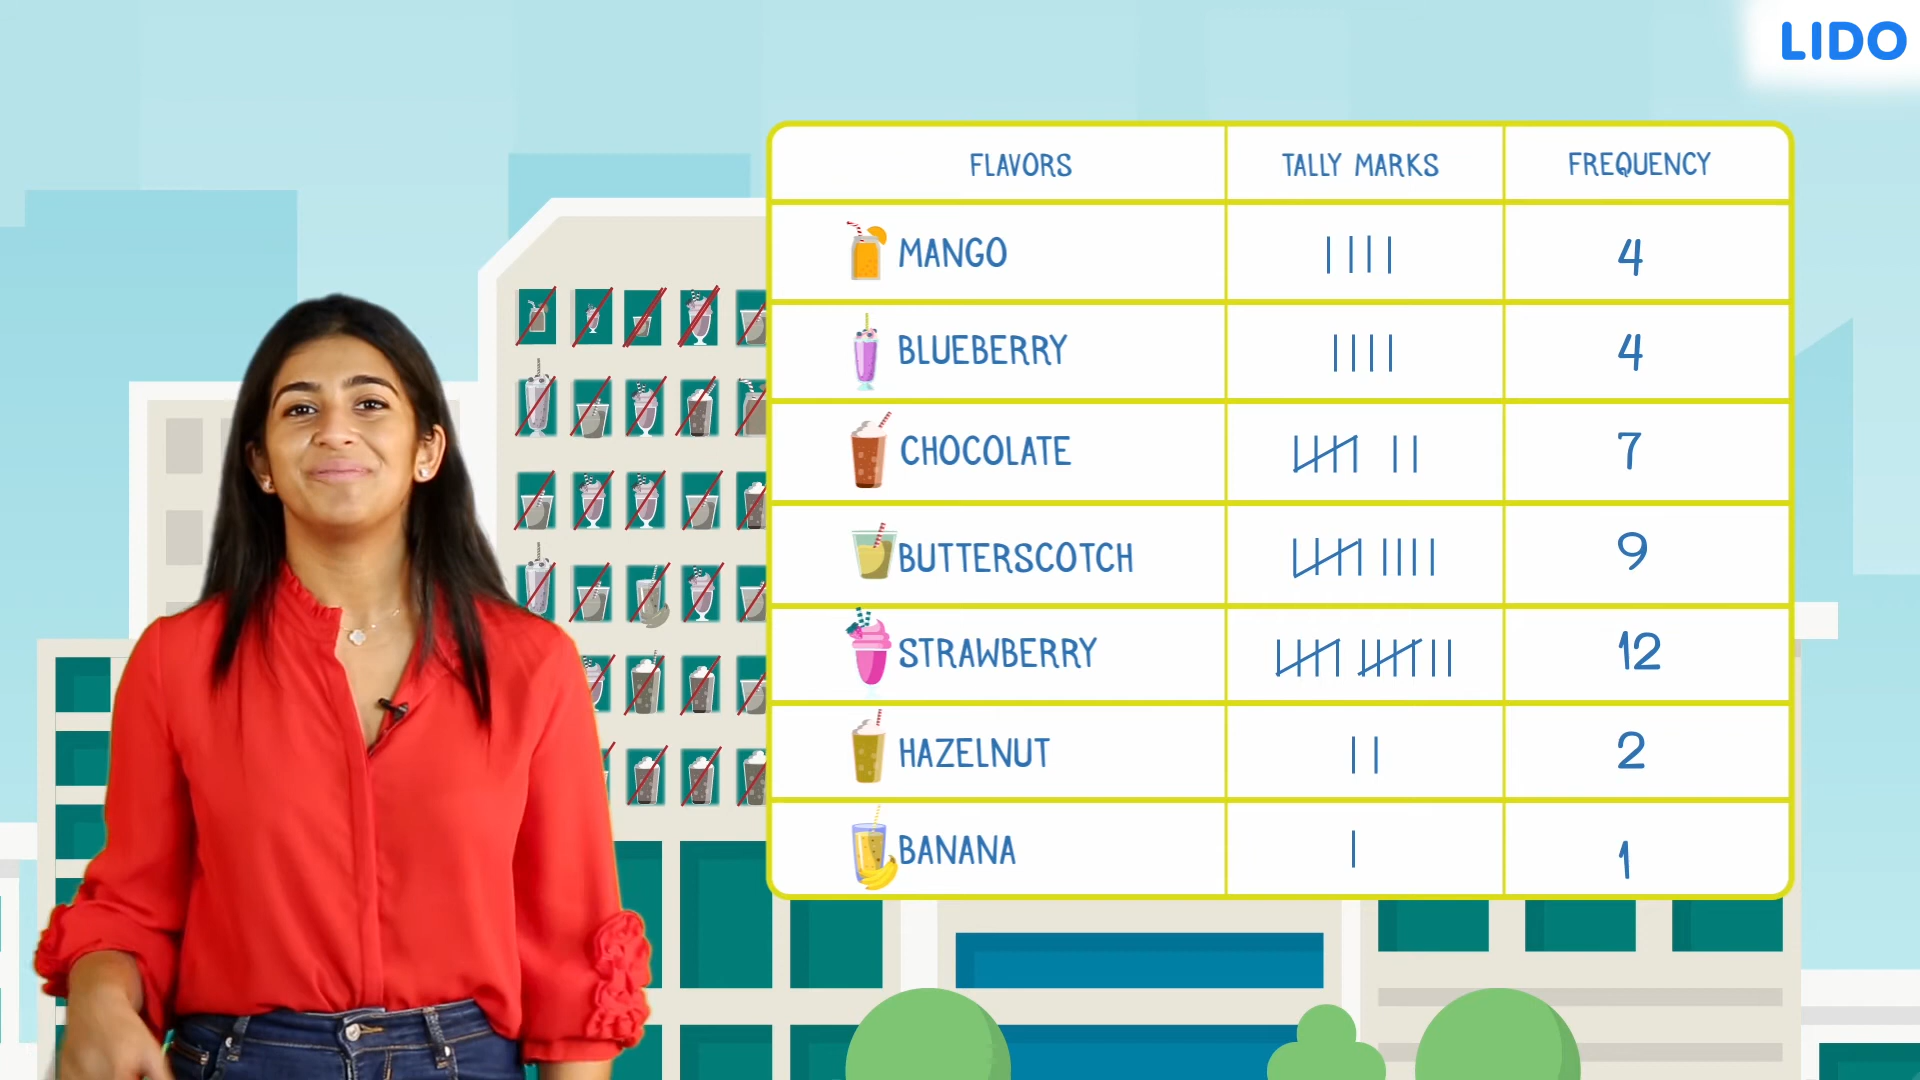 LIDO
FLAVORS TALLY MARKS FREQUENCY
MANGO 4
BLUEBERRY 4
CHOCOLATE 7
BUTTERSCOTCH 9
STRAWBERRY 12
HAZELNUT 2
BANANA 1